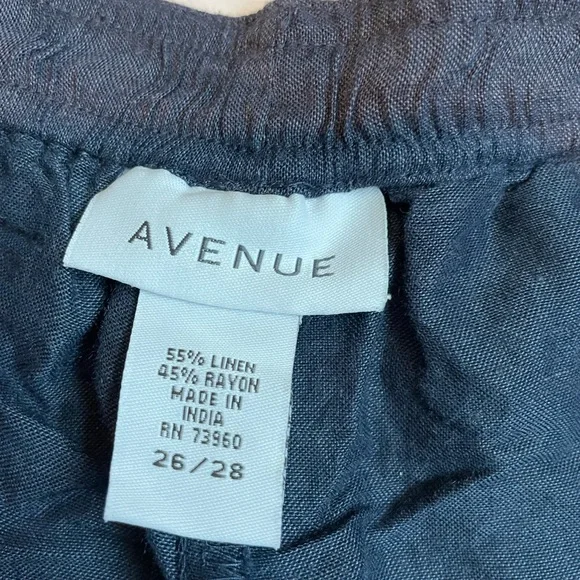 AVENUE
55% LINEN
45% RAYON
MADE IN
INDIA
RN 73960
26/28